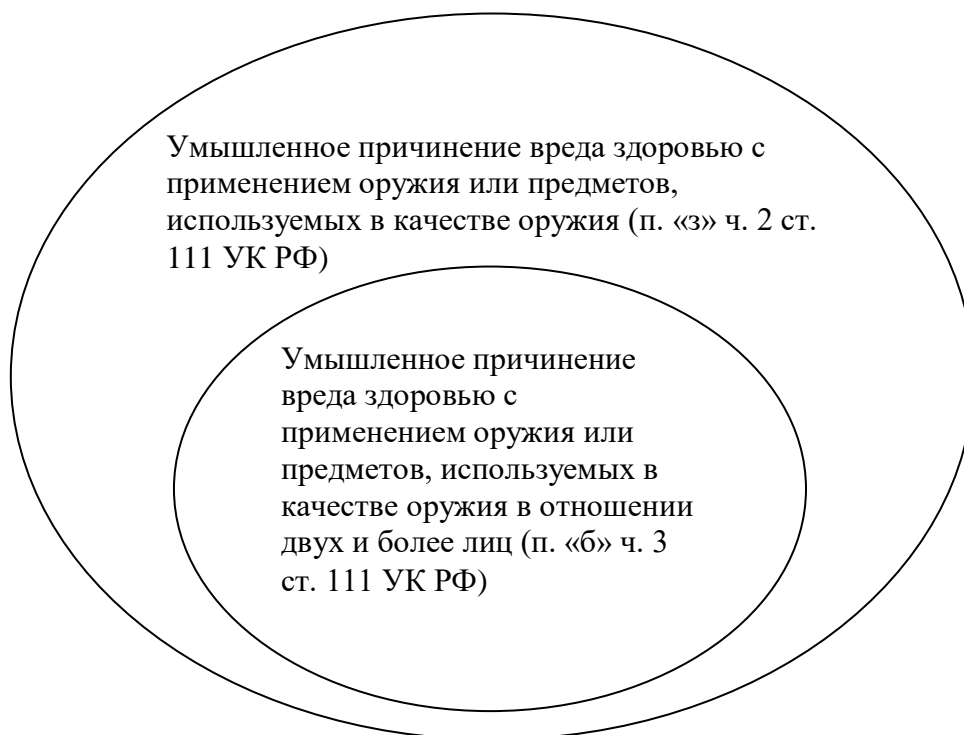 Умышленное причинение вреда здоровью с
применением оружия или предметов,
используемых в качестве оружия (п. «з» ч. 2 ст.
111 УК РФ)
Умышленное причинение
вреда здоровью с
применением оружия или
предметов, используемых в
качестве оружия в отношении
двух и более лиц (п. «б» ч. 3
ст. 111 УК РФ)